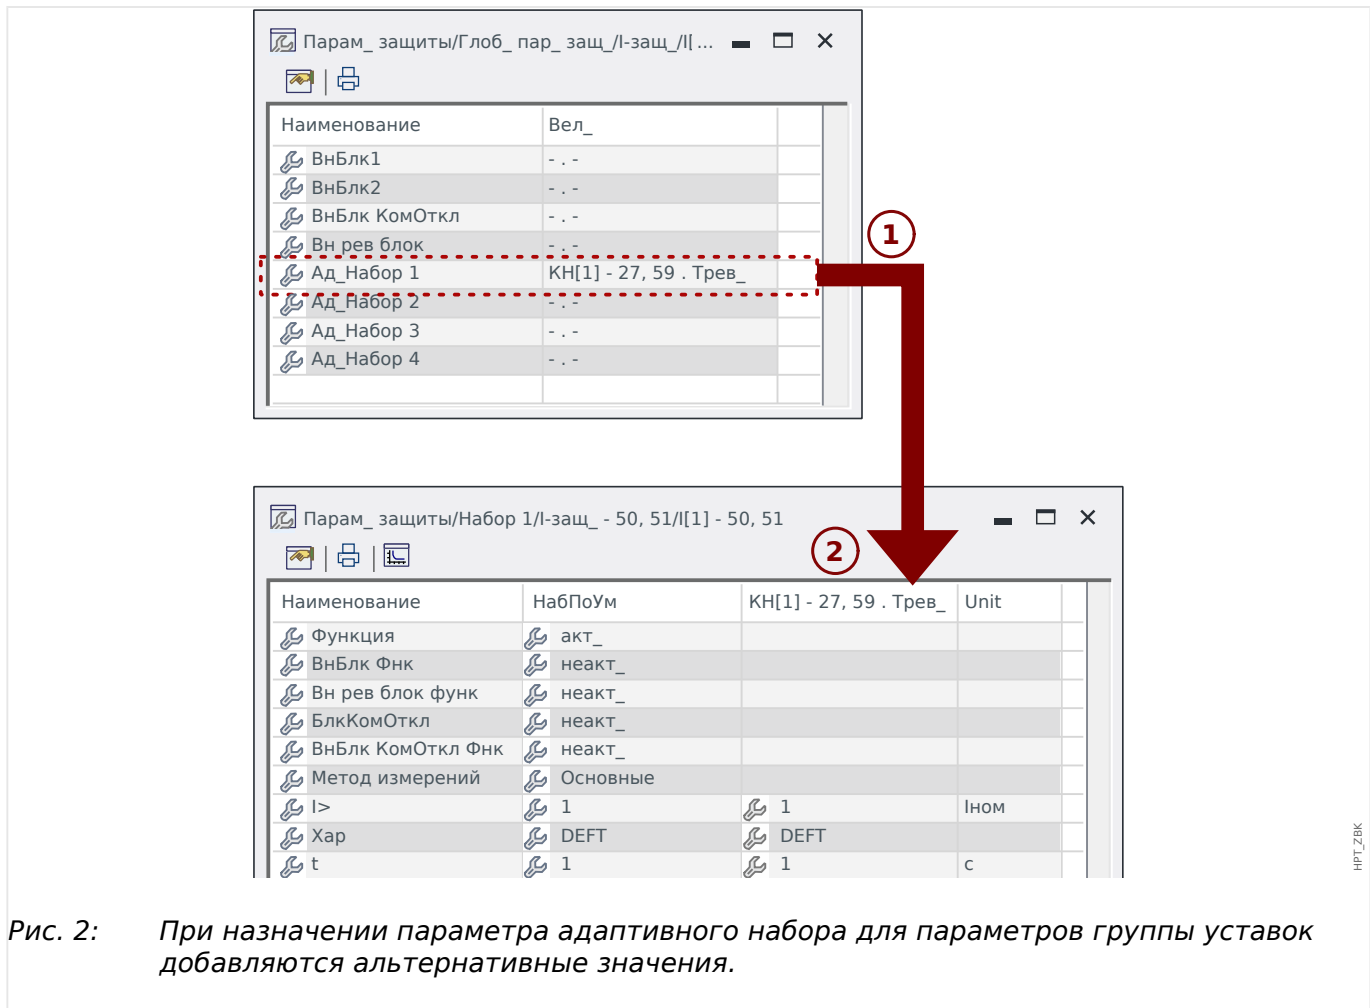 Парам_ защиты/Глоб_ пар_ защ_/I-защ_/I[...
Наименование Вел_
ВнБлк1 - . -
ВнБлк2 - . -
ВнБлк КомОткл - . -
Вн рев блок - . -
Ад_Набор 1 КН[1] - 27, 59 . Трев_
Ад_Набор 2 - . -
Ад_Набор 3 - . -
Ад_Набор 4 - . -
1
Парам_ защиты/Набор 1/I-защ_ - 50, 51/I[1] - 50, 51
2
Наименование НабПоУм КН[1] - 27, 59 . Трев_ Unit
Функция акт_
ВнБлк Фнк неакт_
Вн рев блок функ неакт_
БлкКомОткл неакт_
ВнБлк КомОткл Фнк неакт_
Метод измерений Основные
I> 1 1 Iном
Хар DEFT DEFT
t 1 1 с
HPT_ZBK
Рис. 2: При назначении параметра адаптивного набора для параметров группы уставок
добавляются альтернативные значения.